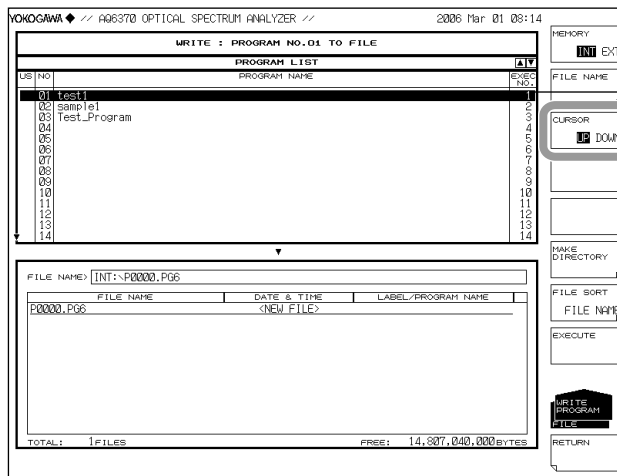 YOKOGAWA ◆ // AQ6370 OPTICAL SPECTRUM ANALYZER // 2006 Mar 01 08:14
WRITE : PROGRAM NO.01 TO FILE
PROGRAM LIST ▲▼
US NO PROGRAM NAME EXEC NO.
01 test1 1
02 sample1 2
03 Test_Program 3
04 4
05 5
06 6
07 7
08 8
09 9
10 10
11 11
12 12
13 13
14 14
▼
FILE NAME> INT:\P0000.PG6
FILE NAME DATE & TIME LABEL/PROGRAM NAME
P0000.PG6 <NEW FILE>
TOTAL: 1FILES FREE: 14,807,040,000BYTES
MEMORY
INT EXT
FILE NAME
CURSOR
UP DOWN
MAKE
DIRECTORY
FILE SORT
FILE NAME
EXECUTE
WRITE
PROGRAM
FILE
RETURN